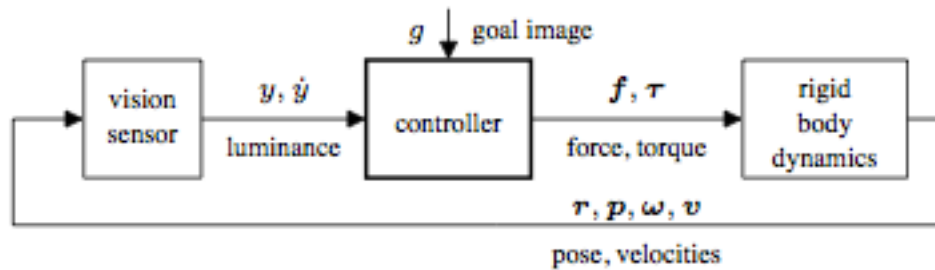 g goal image
vision
sensor
y, ẏ
luminance
controller
f, τ
force, torque
rigid
body
dynamics
r, p, ω, v
pose, velocities